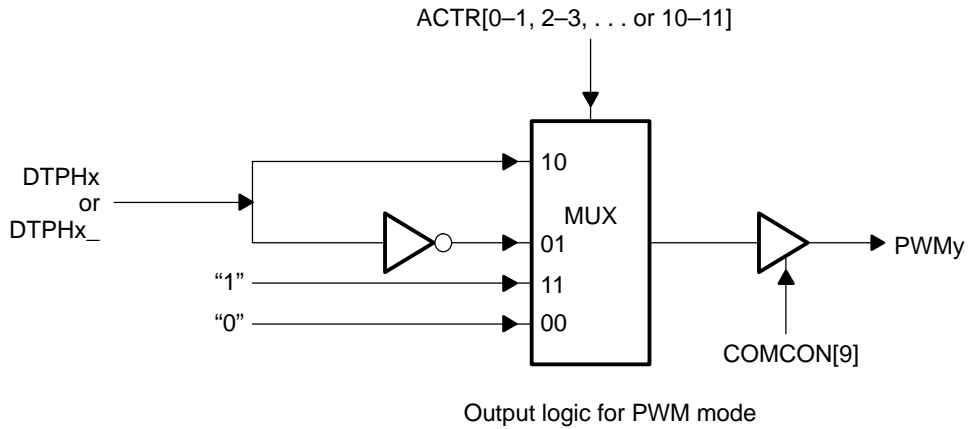 ACTR[0–1, 2–3, . . . or 10–11]
DTPHx
or
DTPHx_
10
MUX
01
“1”
11
“0”
00
PWMy
COMCON[9]
Output logic for PWM mode